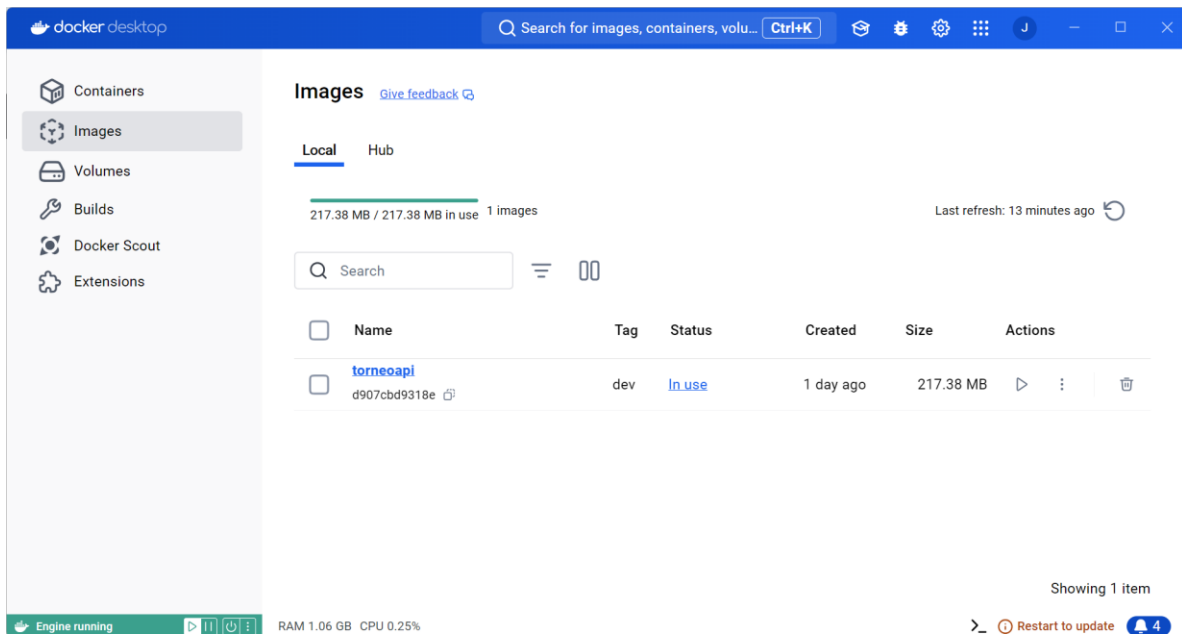 docker desktop
Search for images, containers, volu... Ctrl+K
J
Containers
Images
Volumes
Builds
Docker Scout
Extensions
Images Give feedback
Local Hub
217.38 MB / 217.38 MB in use 1 images
Last refresh: 13 minutes ago
Search
Name Tag Status Created Size Actions
torneoapi
d907cbd9318e
dev In use 1 day ago 217.38 MB
Showing 1 item
Engine running RAM 1.06 GB CPU 0.25% >_ Restart to update 4